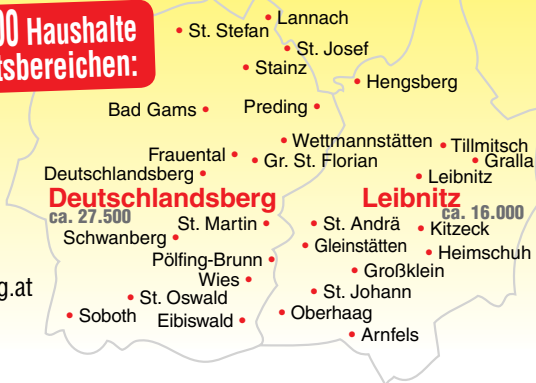 00 Haushalte
tsbereichen:
• Lannach
• St. Stefan
• St. Josef
• Stainz
• Hengsberg
Bad Gams •
Preding •
• Wettmannstätten
• Tillmitsch
Frauental •
• Gr. St. Florian
• Gralla
Deutschlandsberg •
• Leibnitz
Deutschlandsberg
ca. 27.500
Leibnitz
ca. 16.000
St. Martin •
• St. Andrä
• Kitzeck
Schwanberg •
• Gleinstätten
• Heimschuh
Pölfing-Brunn •
• Großklein
Wies •
g.at
• St. Oswald
• St. Johann
• Soboth
Eibiswald •
• Oberhaag
• Arnfels